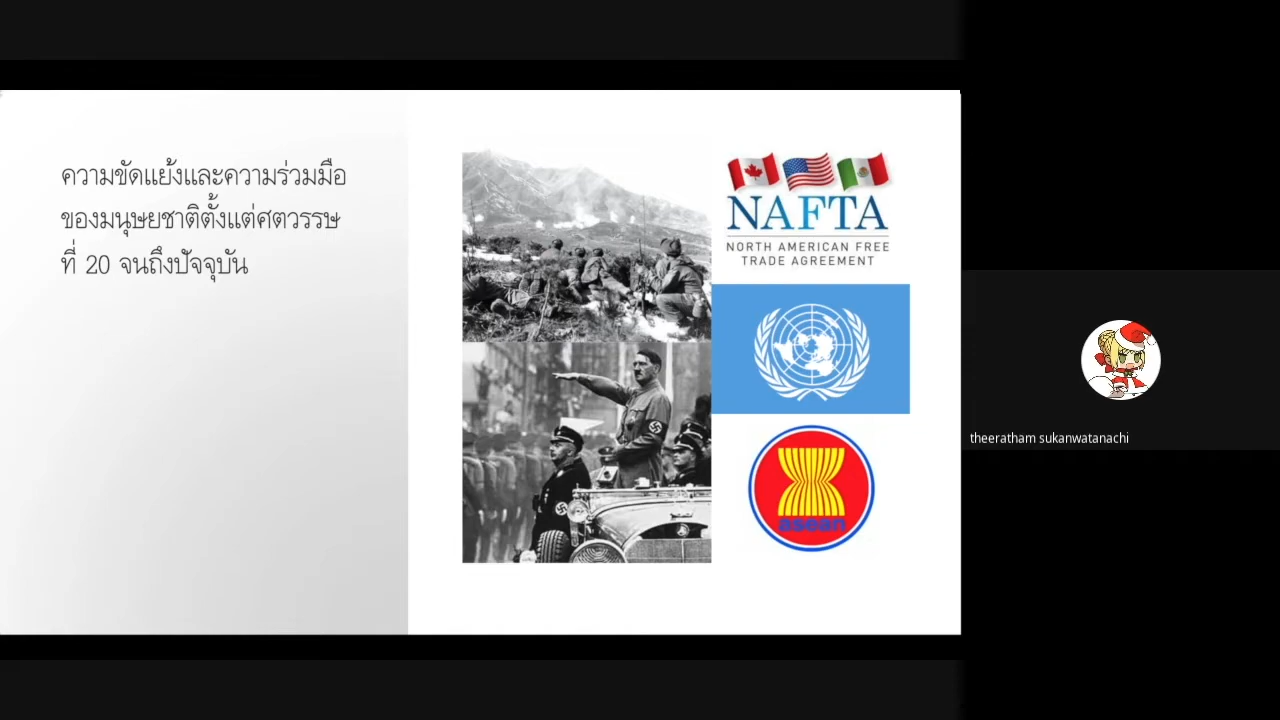 ความขัดแย้งและความร่วมมือ
ของมนุษยชาติตั้งแต่ศตวรรษ
ที่ 20 จนถึงปัจจุบัน
NAFTA
NORTH AMERICAN FREE
TRADE AGREEMENT
asean
theeratham sukanwatanachi